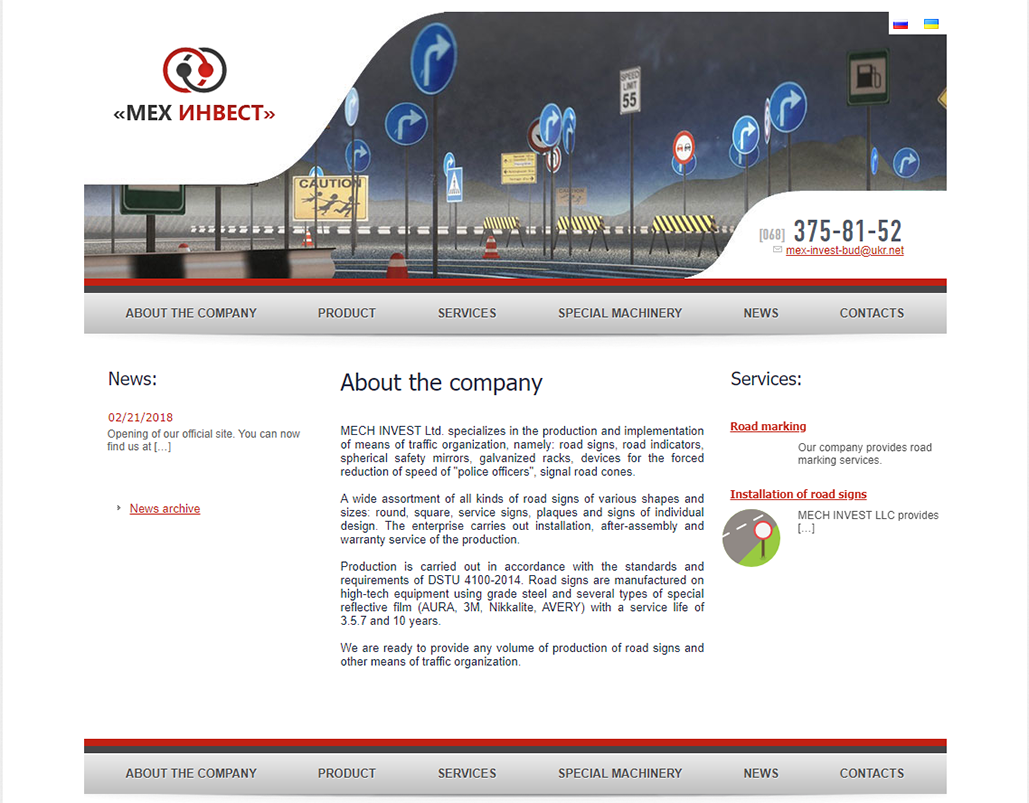 «МЕХ ИНВЕСТ»
SPEED
LIMIT
55
CAUTION
[068] 375-81-52
mex-invest-bud@ukr.net
ABOUT THE COMPANY PRODUCT SERVICES SPECIAL MACHINERY NEWS CONTACTS
News:
02/21/2018
Opening of our official site. You can now
find us at [...]
News archive
About the company
MECH INVEST Ltd. specializes in the production and implementation
of means of traffic organization, namely: road signs, road indicators,
spherical safety mirrors, galvanized racks, devices for the forced
reduction of speed of "police officers", signal road cones.
A wide assortment of all kinds of road signs of various shapes and
sizes: round, square, service signs, plaques and signs of individual
design. The enterprise carries out installation, after-assembly and
warranty service of the production.
Production is carried out in accordance with the standards and
requirements of DSTU 4100-2014. Road signs are manufactured on
high-tech equipment using grade steel and several types of special
reflective film (AURA, 3M, Nikkalite, AVERY) with a service life of
3.5.7 and 10 years.
We are ready to provide any volume of production of road signs and
other means of traffic organization.
Services:
Road marking
Our company provides road
marking services.
Installation of road signs
MECH INVEST LLC provides
[...]
ABOUT THE COMPANY PRODUCT SERVICES SPECIAL MACHINERY NEWS CONTACTS